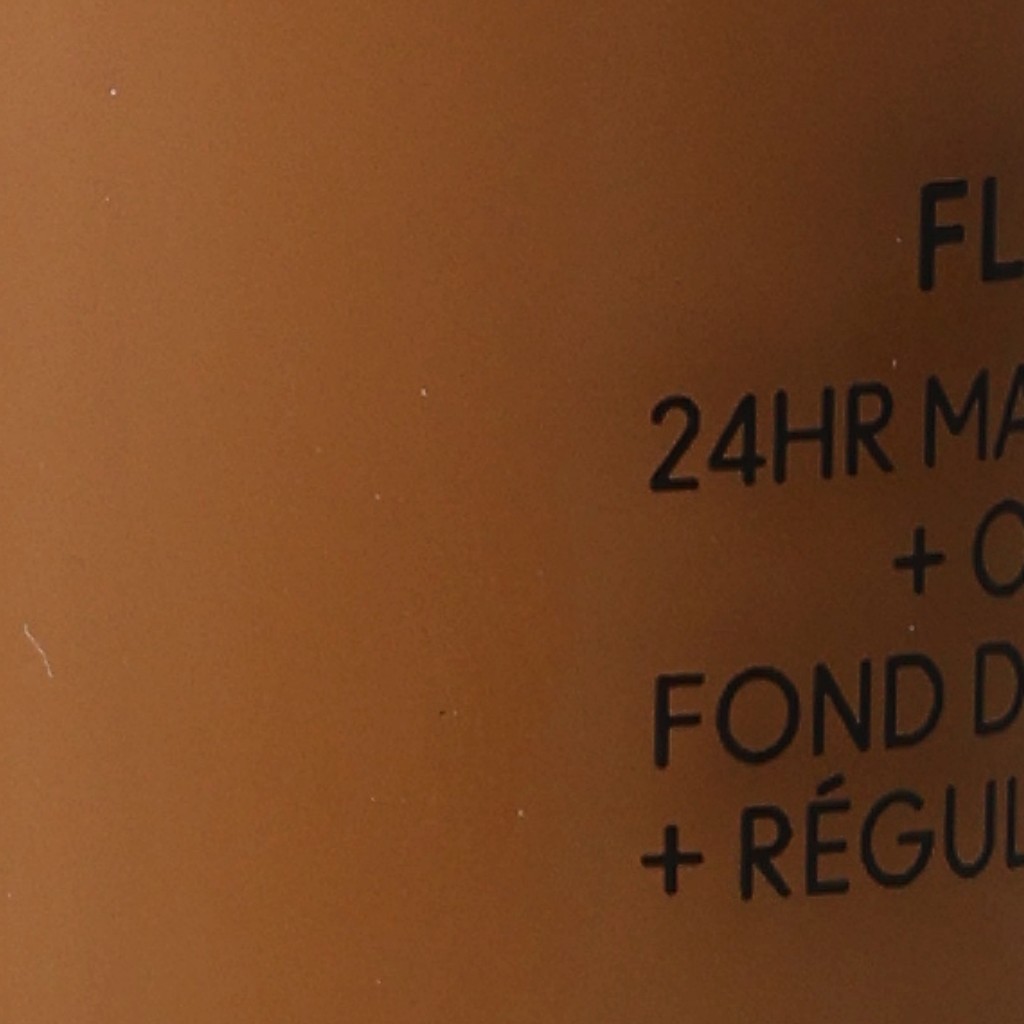 FL
24HR MA
+ O
FOND D
+ RÉGUL